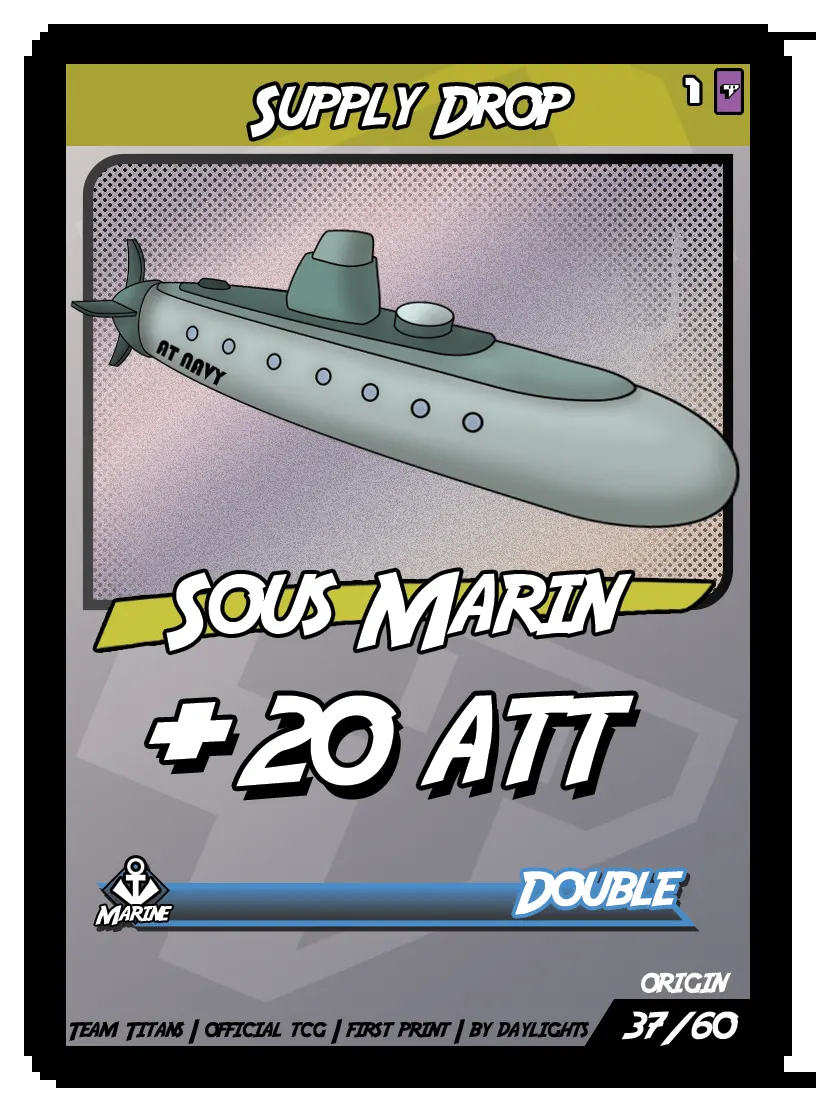 Supply Drop 1
AT NAVY
Sous Marin
+20 ATT
Marine Double
Origin
Team Titans | Official TCG | First Print | By Daylights 37/60